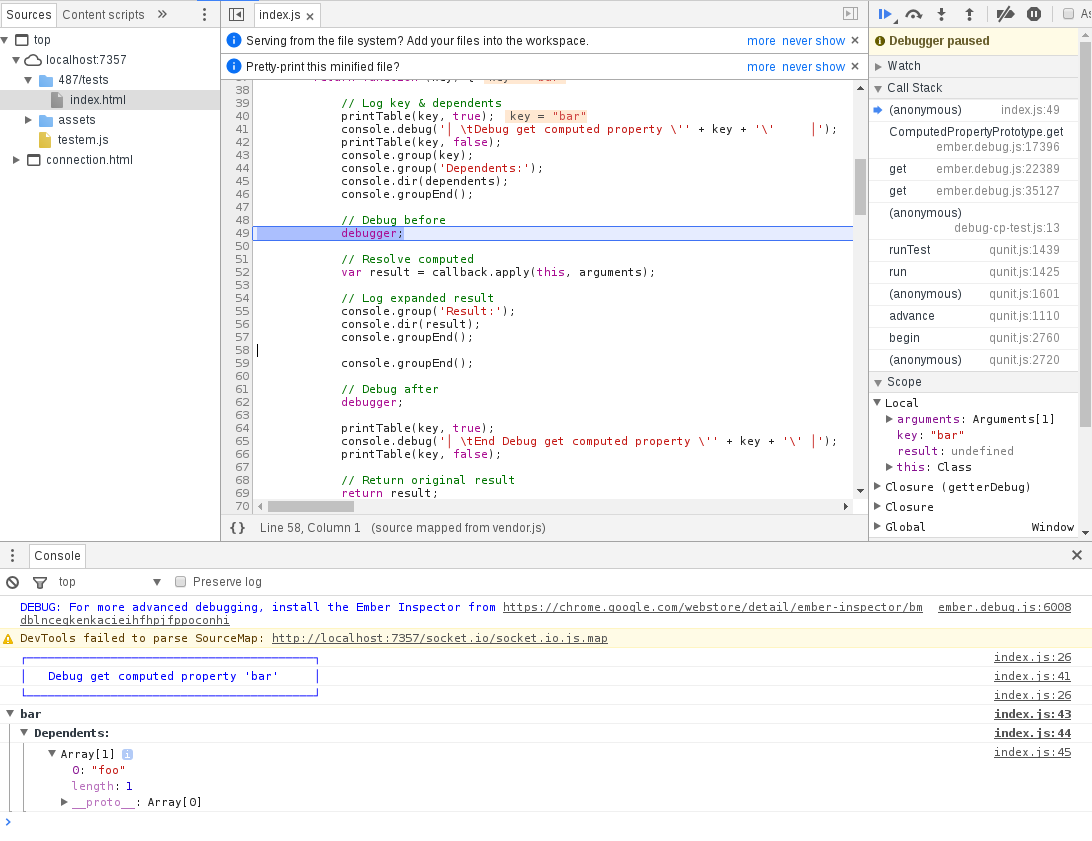 Sources
Content scripts
»
top
localhost:7357
487/tests
index.html
assets
testem.js
connection.html
index.js ×
Serving from the file system? Add your files into the workspace. more never show ×
Pretty-print this minified file? more never show ×
38
39 // Log key & dependents
40 printTable(key, true); key = "bar"
41 console.debug('│ \tDebug get computed property \'' + key + '\' │');
42 printTable(key, false);
43 console.group(key);
44 console.group('Dependents:');
45 console.dir(dependents);
46 console.groupEnd();
47
48 // Debug before
49 debugger;
50
51 // Resolve computed
52 var result = callback.apply(this, arguments);
53
54 // Log expanded result
55 console.group('Result:');
56 console.dir(result);
57 console.groupEnd();
58
59 console.groupEnd();
60
61 // Debug after
62 debugger;
63
64 printTable(key, true);
65 console.debug('│ \tEnd Debug get computed property \'' + key + '\' │');
66 printTable(key, false);
67
68 // Return original result
69 return result;
70
{} Line 58, Column 1 (source mapped from vendor.js)
As
Debugger paused
Watch
Call Stack
(anonymous) index.js:49
ComputedPropertyPrototype.get
ember.debug.js:17396
get ember.debug.js:22389
get ember.debug.js:35127
(anonymous)
debug-cp-test.js:13
runTest qunit.js:1439
run qunit.js:1425
(anonymous) qunit.js:1601
advance qunit.js:1110
begin qunit.js:2760
(anonymous) qunit.js:2720
Scope
Local
arguments: Arguments[1]
key: "bar"
result: undefined
this: Class
Closure (getterDebug)
Closure
Global Window
Console
×
top
Preserve log
DEBUG: For more advanced debugging, install the Ember Inspector from https://chrome.google.com/webstore/detail/ember-inspector/bm ember.debug.js:6008
dblncegkenkacieihfhpjfppoconhi
DevTools failed to parse SourceMap: http://localhost:7357/socket.io/socket.io.js.map
index.js:26
Debug get computed property 'bar' index.js:41
index.js:26
bar index.js:43
Dependents: index.js:44
Array[1] i index.js:45
0: "foo"
length: 1
__proto__: Array[0]
>